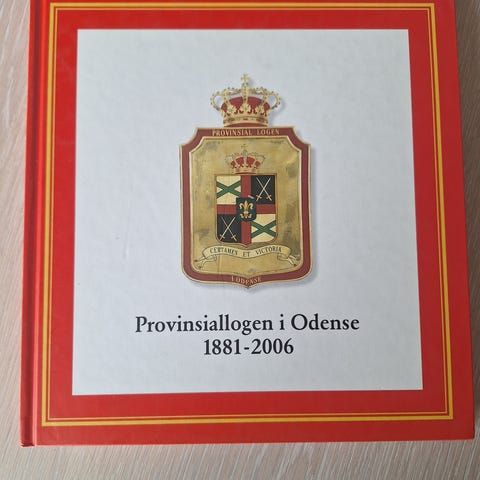 PROVINSIAL LOGEN
CERTAMEN ET VICTORIA
I ODENSE
Provinsiallogen i Odense
1881-2006